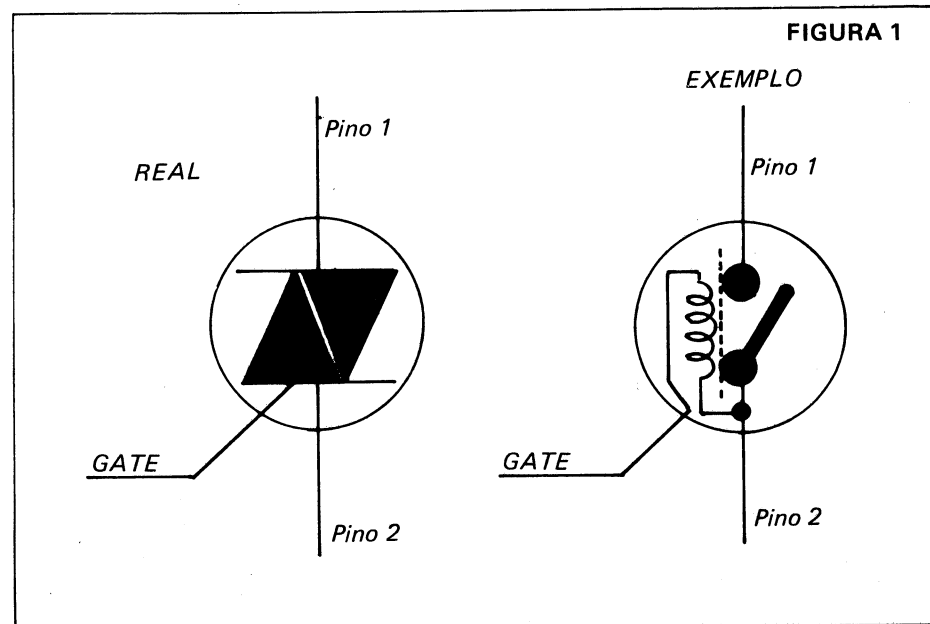 FIGURA 1
EXEMPLO
Pino 1
REAL
Pino 1
GATE
GATE
Pino 2
Pino 2